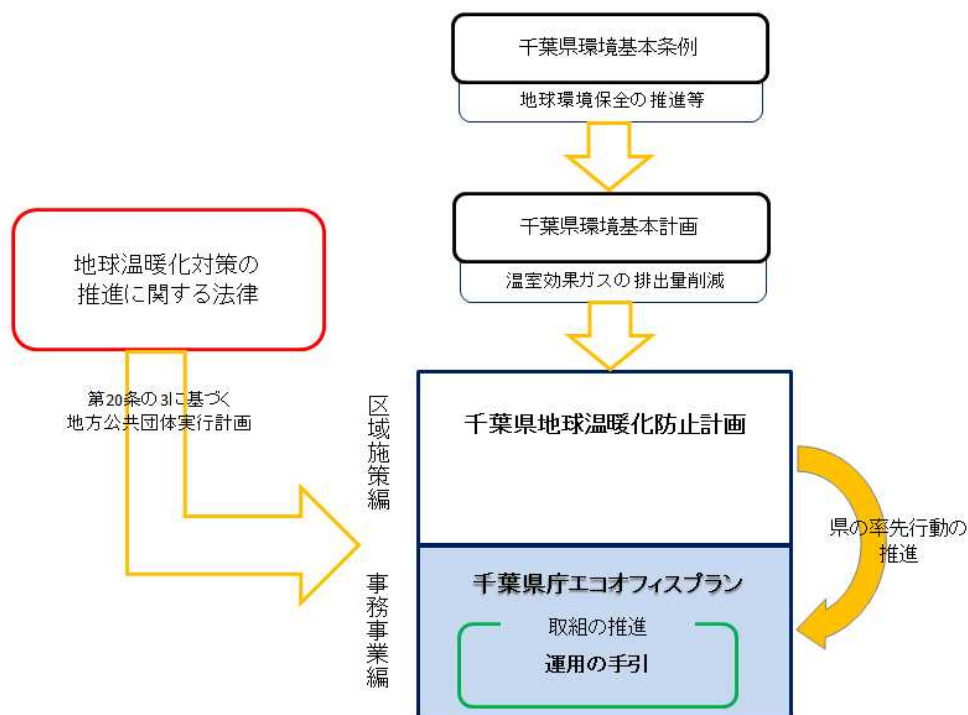 千葉県環境基本条例
地球環境保全の推進等
千葉県環境基本計画
温室効果ガスの排出量削減
地球温暖化対策の
推進に関する法律
第20条の3に基づく
地方公共団体実行計画
区域施策編
千葉県地球温暖化防止計画
県の率先行動の
推進
事務事業編
千葉県庁エコオフィスプラン
取組の推進
運用の手引